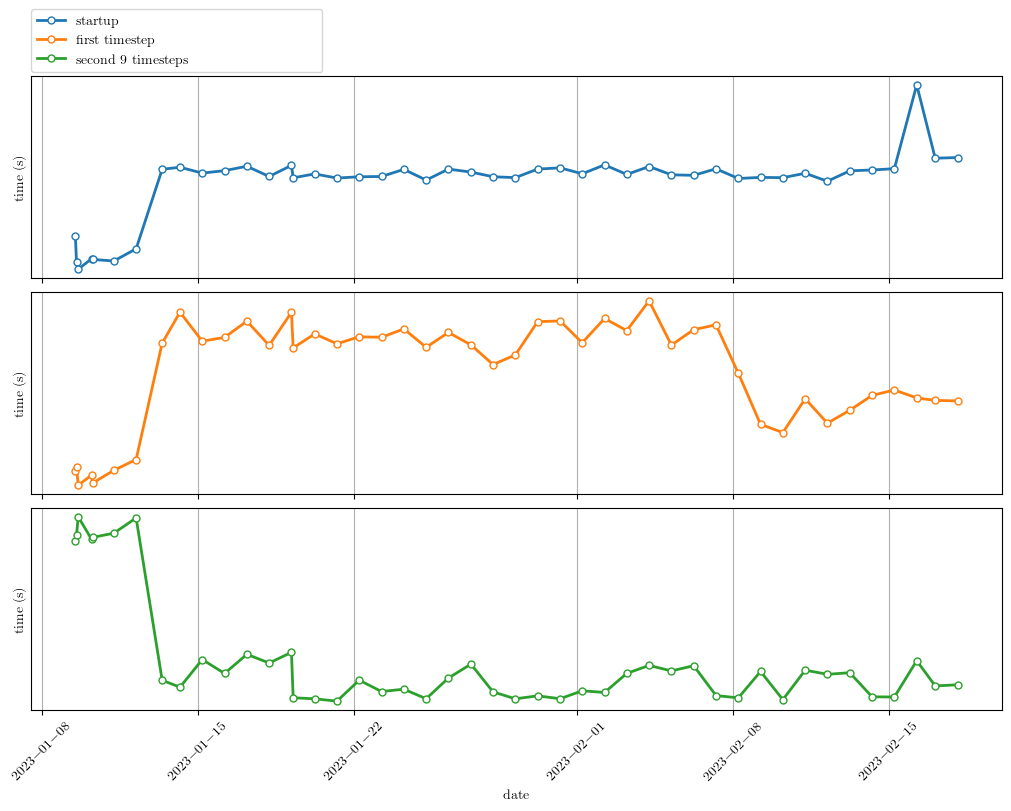 startup
first timestep
second 9 timesteps
time (s)
time (s)
time (s)
2023−01−08
2023−01−15
2023−01−22
2023−02−01
2023−02−08
2023−02−15
date